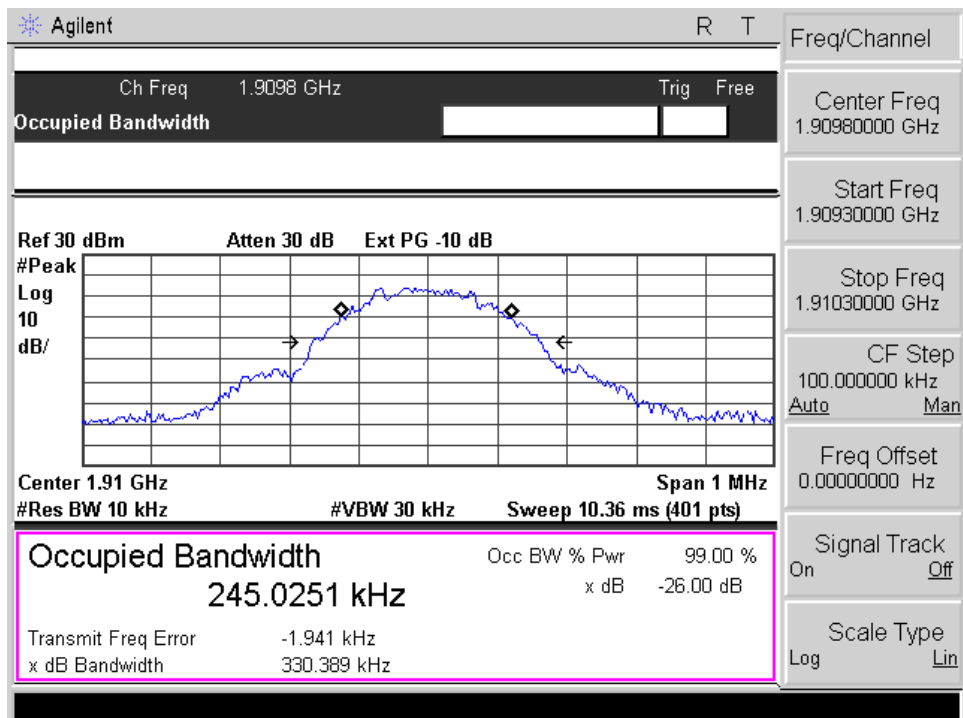 Agilent R T
Freq/Channel
Ch Freq 1.9098 GHz Trig Free
Occupied Bandwidth
Center Freq
1.90980000 GHz
Start Freq
1.90930000 GHz
Stop Freq
1.91030000 GHz
CF Step
100.000000 kHz
Auto Man
Freq Offset
0.00000000 Hz
Signal Track
On Off
Scale Type
Log Lin
Ref 30 dBm Atten 30 dB Ext PG -10 dB
#Peak
Log
10
dB/
Center 1.91 GHz Span 1 MHz
#Res BW 10 kHz #VBW 30 kHz Sweep 10.36 ms (401 pts)
Occupied Bandwidth
245.0251 kHz
Occ BW % Pwr 99.00 %
x dB -26.00 dB
Transmit Freq Error -1.941 kHz
x dB Bandwidth 330.389 kHz